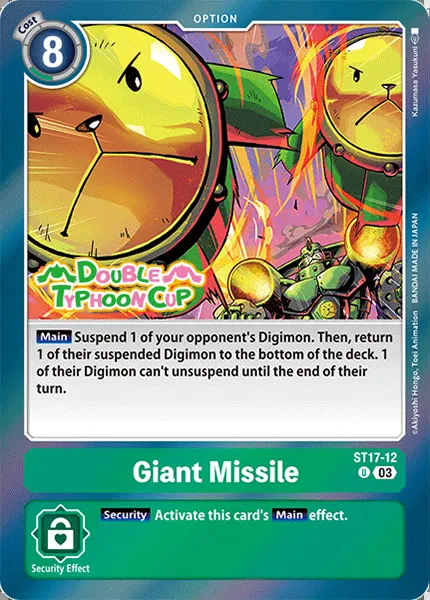 OPTION
Cost
8
Kazumasa Yasukuni
DOUBLE
TYPHOON CUP
©Akiyoshi Hongo, Toei Animation BANDAI MADE IN JAPAN
Main Suspend 1 of your opponent's Digimon. Then, return
1 of their suspended Digimon to the bottom of the deck. 1
of their Digimon can't unsuspend until the end of their
turn.
ST17-12
Giant Missile
U 03
Security Activate this card's Main effect.
Security Effect